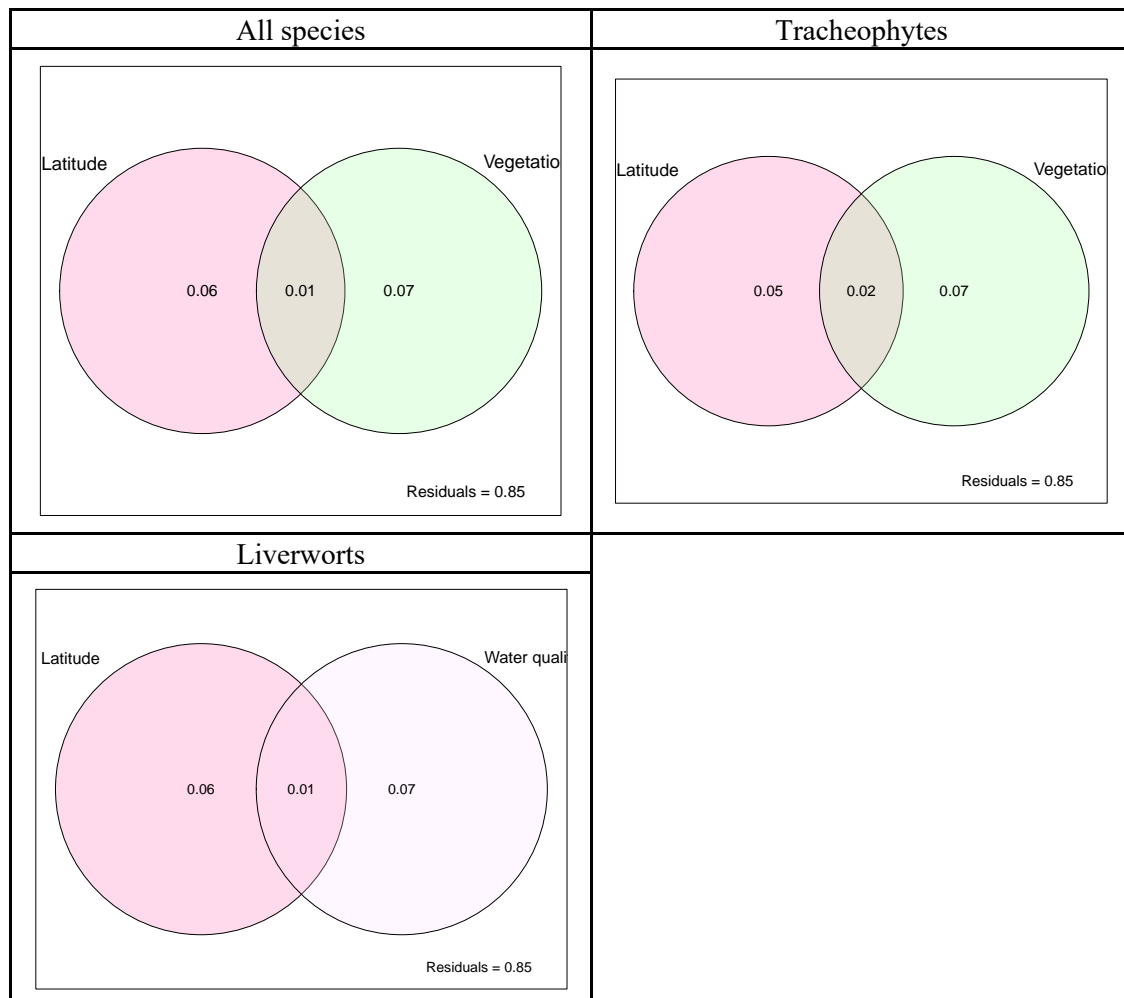 All species
Latitude
Vegetatio
0.06
0.01
0.07
Residuals = 0.85
Tracheophytes
Latitude
Vegetatio
0.05
0.02
0.07
Residuals = 0.85
Liverworts
Latitude
Water quali
0.06
0.01
0.07
Residuals = 0.85